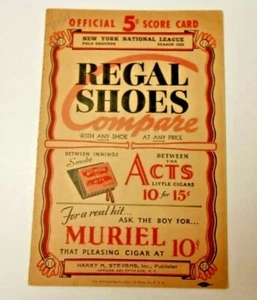 OFFICIAL 5¢ SCORE CARD
NEW YORK NATIONAL LEAGUE
POLO GROUNDS SEASON
REGAL
SHOES
Compare
WITH ANY SHOE AT ANY PRICE
BETWEEN INNINGS
Smoke
BETWEEN
THE
ACTS
LITTLE CIGARS
10 for 15¢
For a real hit...
ASK THE BOY FOR...
MURIEL 10¢
THAT PLEASING CIGAR AT
HARRY M. STEVENS, Inc., Publisher